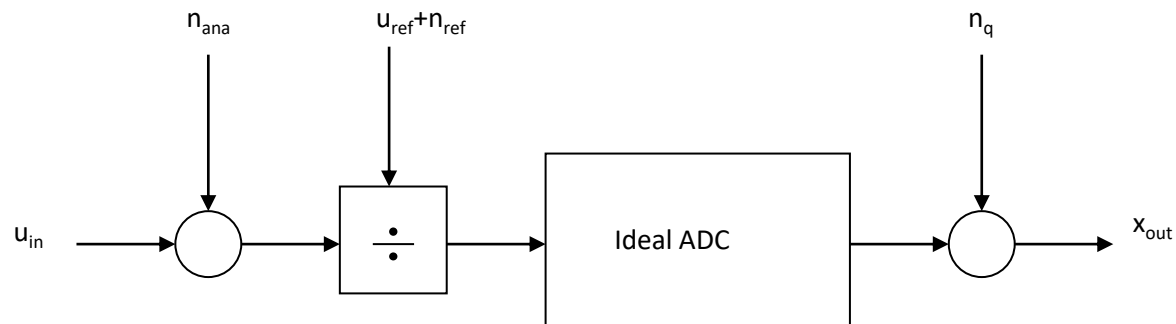 n_ana
u_ref+n_ref
n_q
u_in
÷
Ideal ADC
x_out